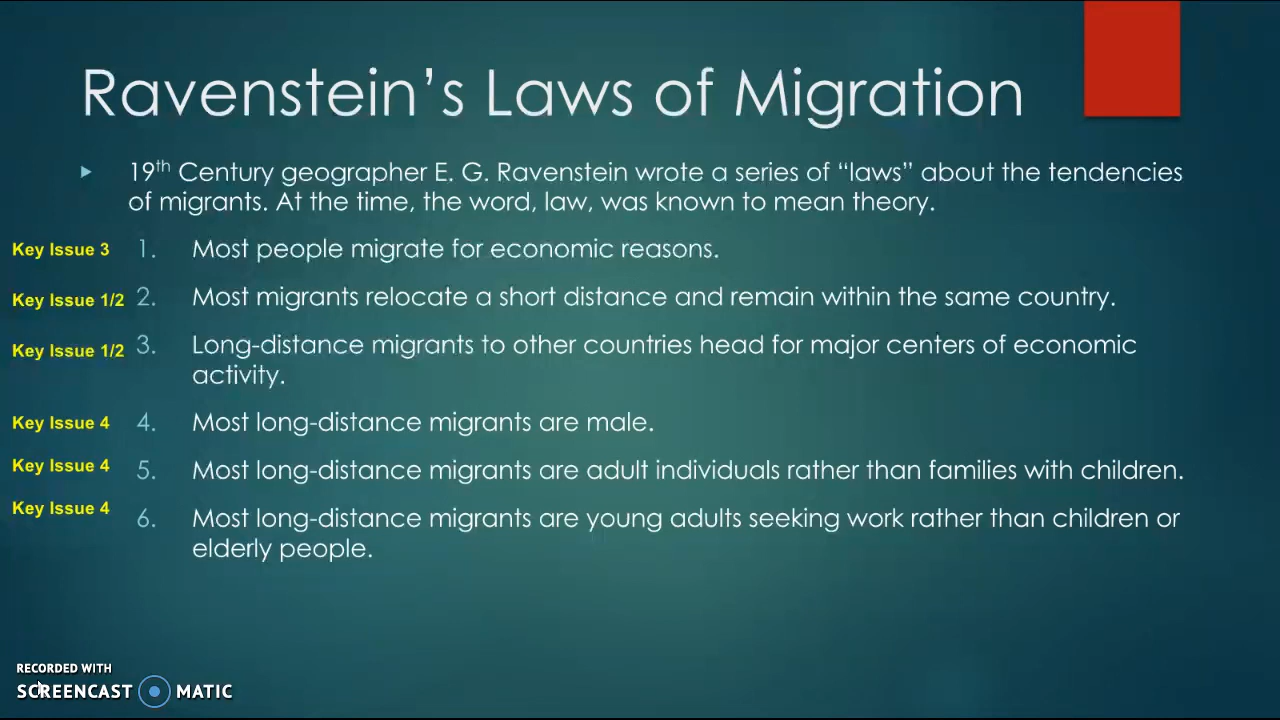 Ravenstein’s Laws of Migration
19th Century geographer E. G. Ravenstein wrote a series of “laws” about the tendencies
of migrants. At the time, the word, law, was known to mean theory.
Key Issue 3 1. Most people migrate for economic reasons.
Key Issue 1/2 2. Most migrants relocate a short distance and remain within the same country.
Key Issue 1/2 3. Long-distance migrants to other countries head for major centers of economic
activity.
Key Issue 4 4. Most long-distance migrants are male.
Key Issue 4 5. Most long-distance migrants are adult individuals rather than families with children.
Key Issue 4 6. Most long-distance migrants are young adults seeking work rather than children or
elderly people.
RECORDED WITH
SCREENCAST MATIC